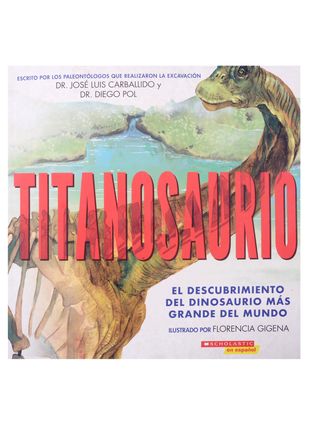 ESCRITO POR LOS PALEONTÓLOGOS QUE REALIZARON LA EXCAVACIÓN
DR. JOSÉ LUIS CARBALLIDO y
DR. DIEGO POL
TITANOSAURIO
EL DESCUBRIMIENTO
DEL DINOSAURIO MÁS
GRANDE DEL MUNDO
ILUSTRADO POR FLORENCIA GIGENA
SCHOLASTIC
en español